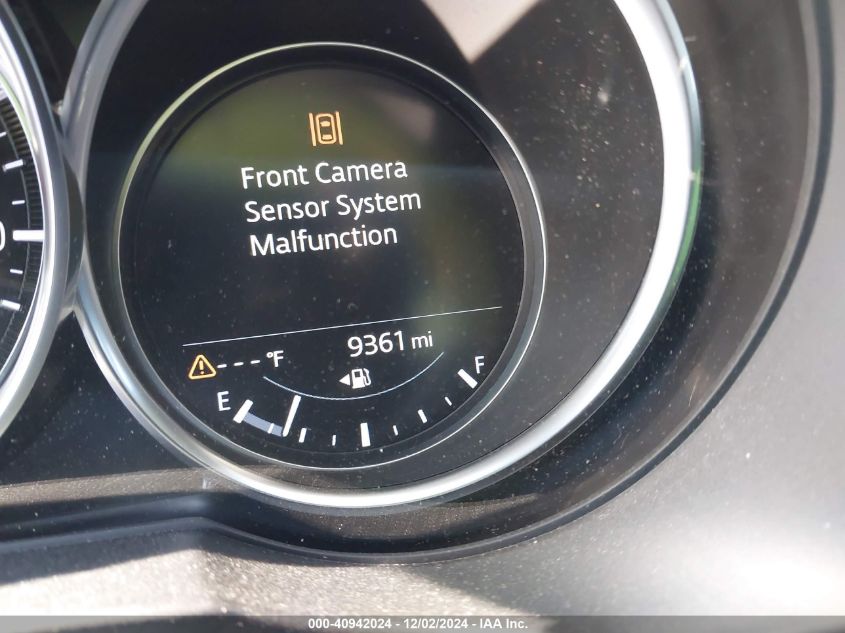 Front Camera
Sensor System
Malfunction
--- °F 9361 mi
E F
000-40942024 - 12/02/2024 - IAA Inc.